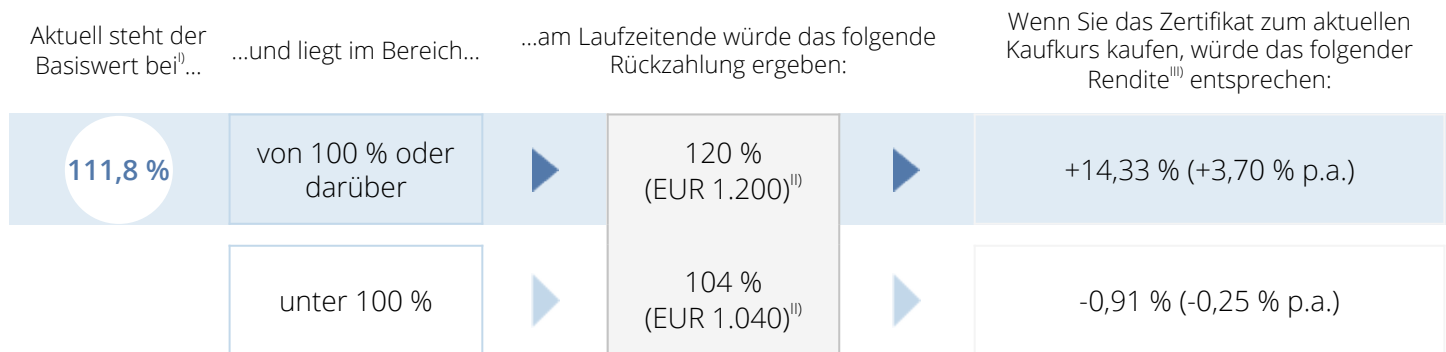 Aktuell steht der
Basiswert bei I)...
...und liegt im Bereich...
...am Laufzeitende würde das folgende
Rückzahlung ergeben:
Wenn Sie das Zertifikat zum aktuellen
Kaufkurs kaufen, würde das folgender
Rendite III) entsprechen:
111,8 %
von 100 % oder
darüber
120 %
(EUR 1.200) II)
+14,33 % (+3,70 % p.a.)
unter 100 %
104 %
(EUR 1.040) II)
-0,91 % (-0,25 % p.a.)